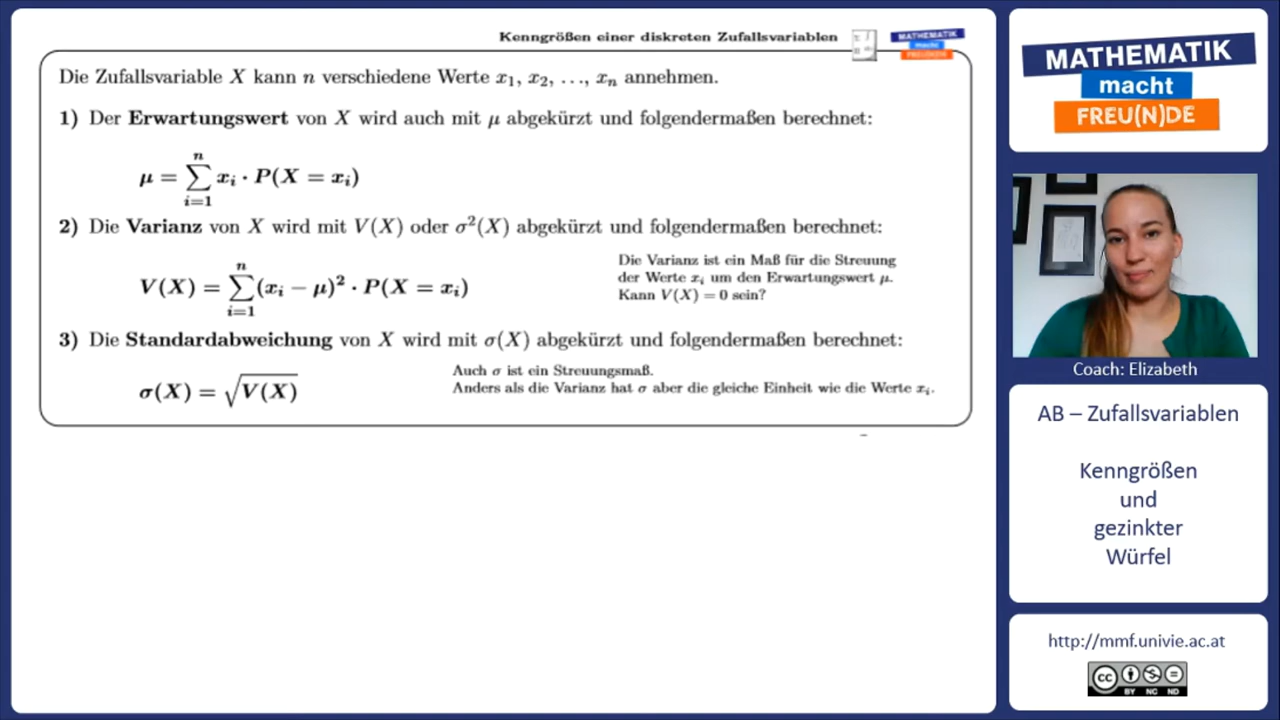 Kenngrößen einer diskreten Zufallsvariablen
MATHEMATIK
macht
FREU(N)DE
Die Zufallsvariable X kann n verschiedene Werte x₁, x₂, …, xₙ annehmen.
1) Der Erwartungswert von X wird auch mit μ abgekürzt und folgendermaßen berechnet:
μ = ∑ᵢ₌₁ⁿ xᵢ · P(X = xᵢ)
2) Die Varianz von X wird mit V(X) oder σ²(X) abgekürzt und folgendermaßen berechnet:
V(X) = ∑ᵢ₌₁ⁿ (xᵢ − μ)² · P(X = xᵢ)
Die Varianz ist ein Maß für die Streuung
der Werte xᵢ um den Erwartungswert μ.
Kann V(X) = 0 sein?
3) Die Standardabweichung von X wird mit σ(X) abgekürzt und folgendermaßen berechnet:
σ(X) = √V(X)
Auch σ ist ein Streuungsmaß.
Anders als die Varianz hat σ aber die gleiche Einheit wie die Werte xᵢ.
MATHEMATIK
macht
FREU(N)DE
Coach: Elizabeth
AB – Zufallsvariablen
Kenngrößen
und
gezinkter
Würfel
http://mmf.univie.ac.at
cc
BY NC ND